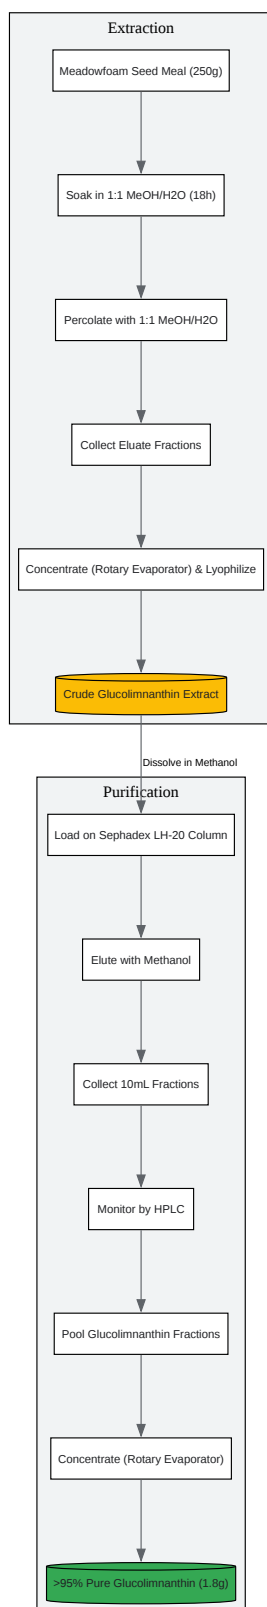 Extraction
Meadowfoam Seed Meal (250g)
Soak in 1:1 MeOH/H2O (18h)
Percolate with 1:1 MeOH/H2O
Collect Eluate Fractions
Concentrate (Rotary Evaporator) & Lyophilize
Crude Glucolimnanthin Extract
Dissolve in Methanol
Purification
Load on Sephadex LH-20 Column
Elute with Methanol
Collect 10mL Fractions
Monitor by HPLC
Pool Glucolimnanthin Fractions
Concentrate (Rotary Evaporator)
>95% Pure Glucolimnanthin (1.8g)